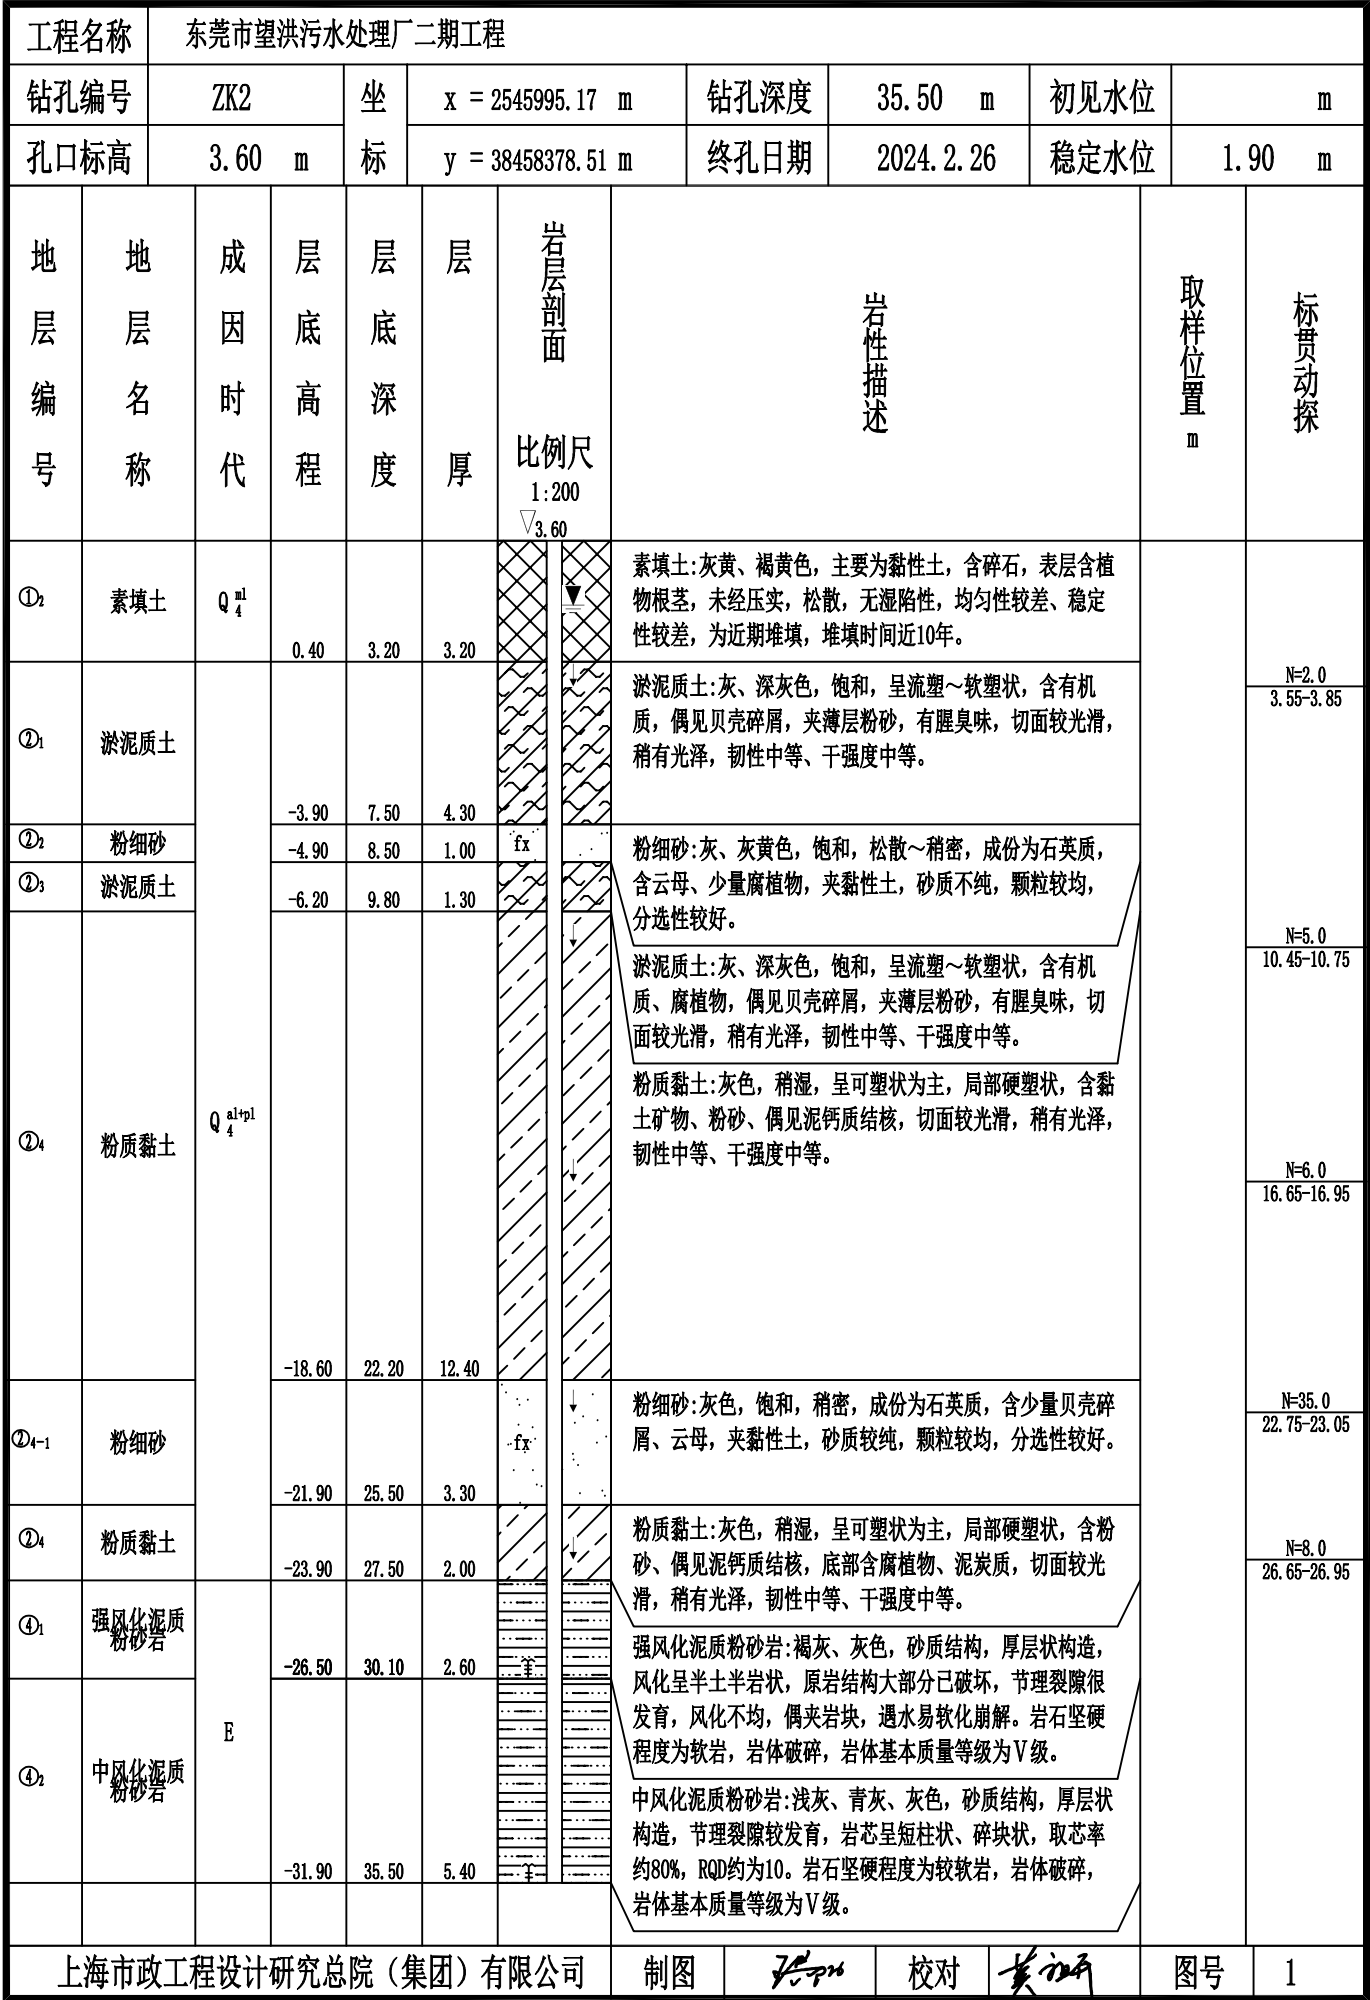 工程名称 东莞市望洪污水处理厂二期工程
钻孔编号 ZK2 坐 x = 2545995.17 m 钻孔深度 35.50 m 初见水位 m
孔口标高 3.60 m 标 y = 38458378.51 m 终孔日期 2024.2.26 稳定水位 1.90 m
地层编号 地层名称 成因时代 层底高程 层底深度 层厚 岩层剖面 岩性描述 取样位置 m 标贯动探
比例尺
1:200
3.60
①2 素填土 Q4ml 0.40 3.20 3.20
素填土:灰黄、褐黄色，主要为黏性土，含碎石，表层含植
物根茎，未经压实，松散，无湿陷性，均匀性较差、稳定
性较差，为近期堆填，堆填时间近10年。
②1 淤泥质土 -3.90 7.50 4.30
淤泥质土:灰、深灰色，饱和，呈流塑～软塑状，含有机
质，偶见贝壳碎屑，夹薄层粉砂，有腥臭味，切面较光滑，
稍有光泽，韧性中等、干强度中等。
N=2.0
3.55-3.85
②2 粉细砂 -4.90 8.50 1.00 fx
粉细砂:灰、灰黄色，饱和，松散～稍密，成份为石英质，
含云母、少量腐植物，夹黏性土，砂质不纯，颗粒较均，
分选性较好。
②3 淤泥质土 -6.20 9.80 1.30
淤泥质土:灰、深灰色，饱和，呈流塑～软塑状，含有机
质、腐植物，偶见贝壳碎屑，夹薄层粉砂，有腥臭味，切
面较光滑，稍有光泽，韧性中等、干强度中等。
N=5.0
10.45-10.75
②4 粉质黏土 Q4al+pl -18.60 22.20 12.40
粉质黏土:灰色，稍湿，呈可塑状为主，局部硬塑状，含黏
土矿物、粉砂、偶见泥钙质结核，切面较光滑，稍有光泽，
韧性中等、干强度中等。
N=6.0
16.65-16.95
②4-1 粉细砂 -21.90 25.50 3.30 fx
粉细砂:灰色，饱和，稍密，成份为石英质，含少量贝壳碎
屑、云母，夹黏性土，砂质较纯，颗粒较均，分选性较好。
N=35.0
22.75-23.05
②4 粉质黏土 -23.90 27.50 2.00
粉质黏土:灰色，稍湿，呈可塑状为主，局部硬塑状，含粉
砂、偶见泥钙质结核，底部含腐植物、泥炭质，切面较光
滑，稍有光泽，韧性中等、干强度中等。
N=8.0
26.65-26.95
④1 强风化泥质
粉砂岩 -26.50 30.10 2.60
强风化泥质粉砂岩:褐灰、灰色，砂质结构，厚层状构造，
风化呈半土半岩状，原岩结构大部分已破坏，节理裂隙很
发育，风化不均，偶夹岩块，遇水易软化崩解。岩石坚硬
程度为软岩，岩体破碎，岩体基本质量等级为Ⅴ级。
E
④2 中风化泥质
粉砂岩 -31.90 35.50 5.40
中风化泥质粉砂岩:浅灰、青灰、灰色，砂质结构，厚层状
构造，节理裂隙较发育，岩芯呈短柱状、碎块状，取芯率
约80%，RQD约为10。岩石坚硬程度为较软岩，岩体破碎，
岩体基本质量等级为Ⅴ级。
上海市政工程设计研究总院（集团）有限公司 制图 校对 图号 1